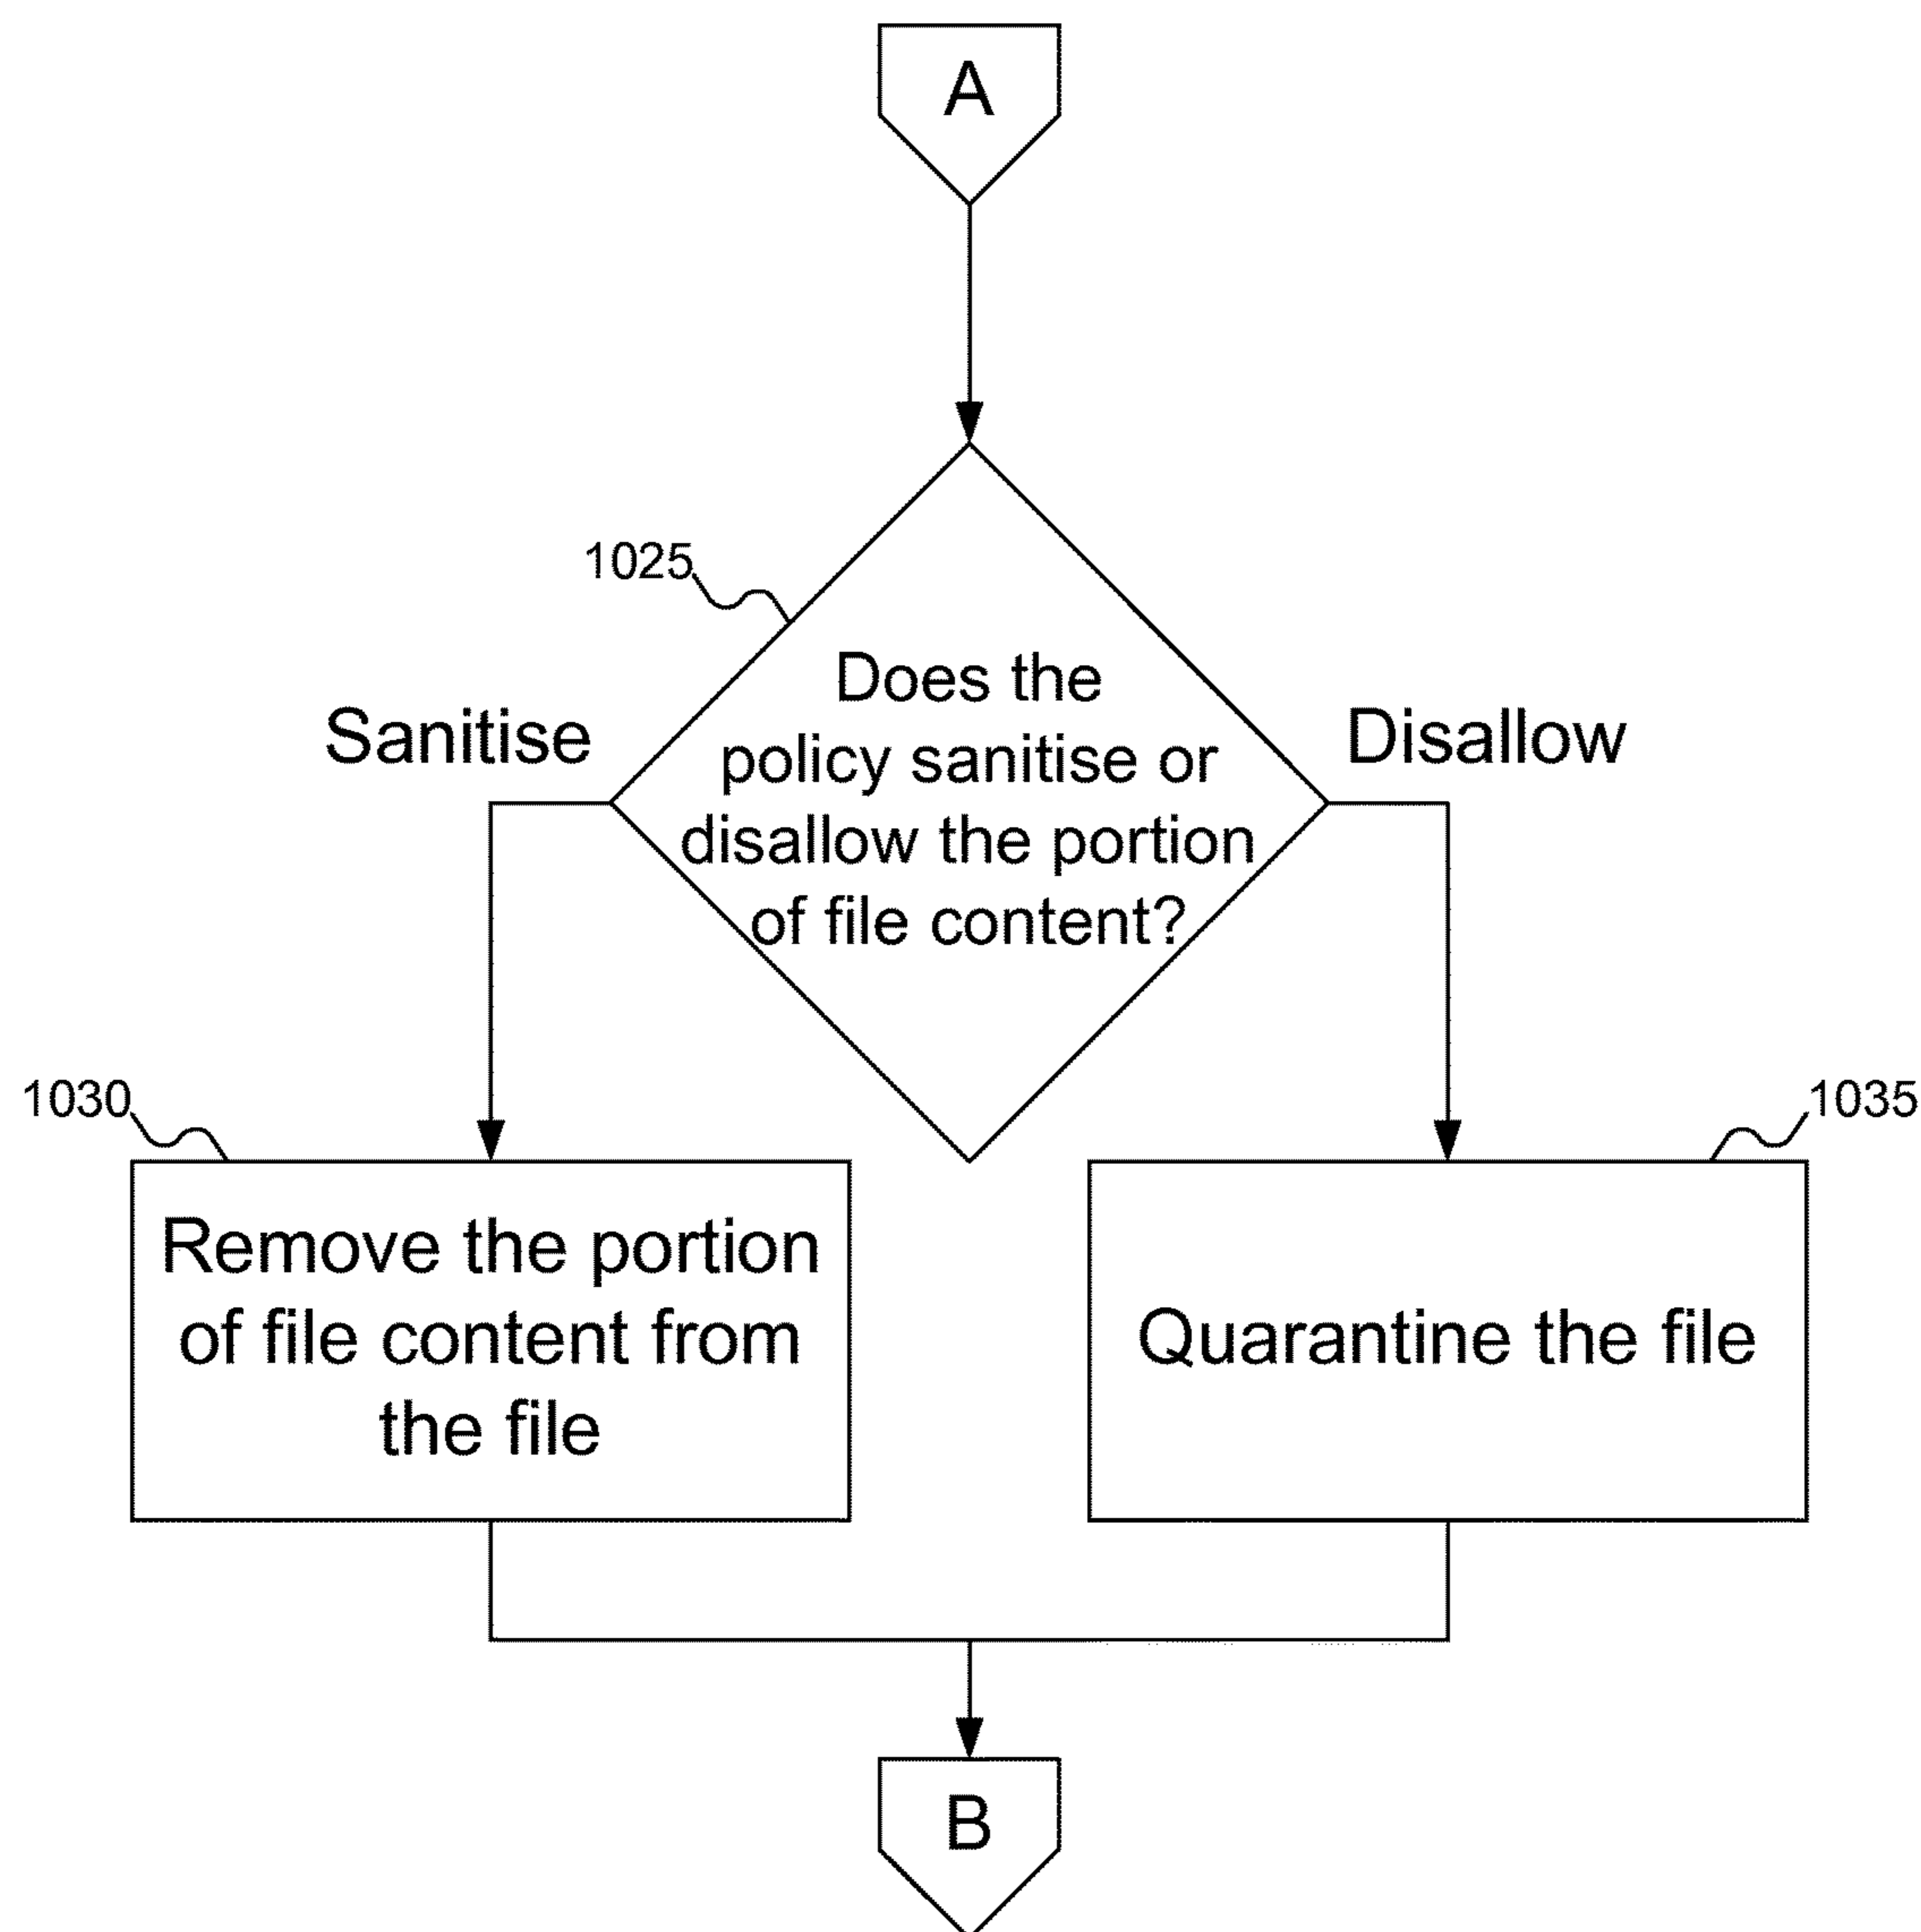 A
1025
Does the
policy sanitise or
disallow the portion
of file content?
Sanitise
Disallow
1030
1035
Remove the portion
of file content from
the file
Quarantine the file
B